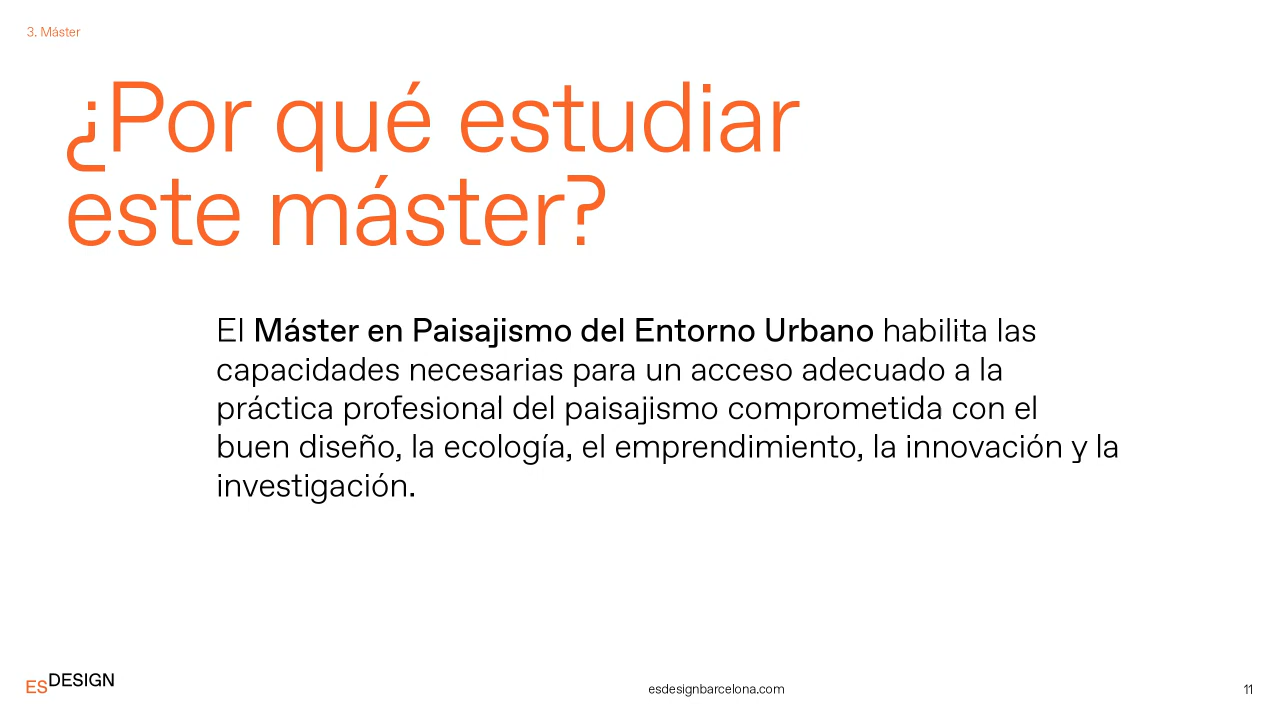 3. Máster
¿Por qué estudiar
este máster?
El Máster en Paisajismo del Entorno Urbano habilita las
capacidades necesarias para un acceso adecuado a la
práctica profesional del paisajismo comprometida con el
buen diseño, la ecología, el emprendimiento, la innovación y la
investigación.
ESDESIGN
esdesignbarcelona.com
11